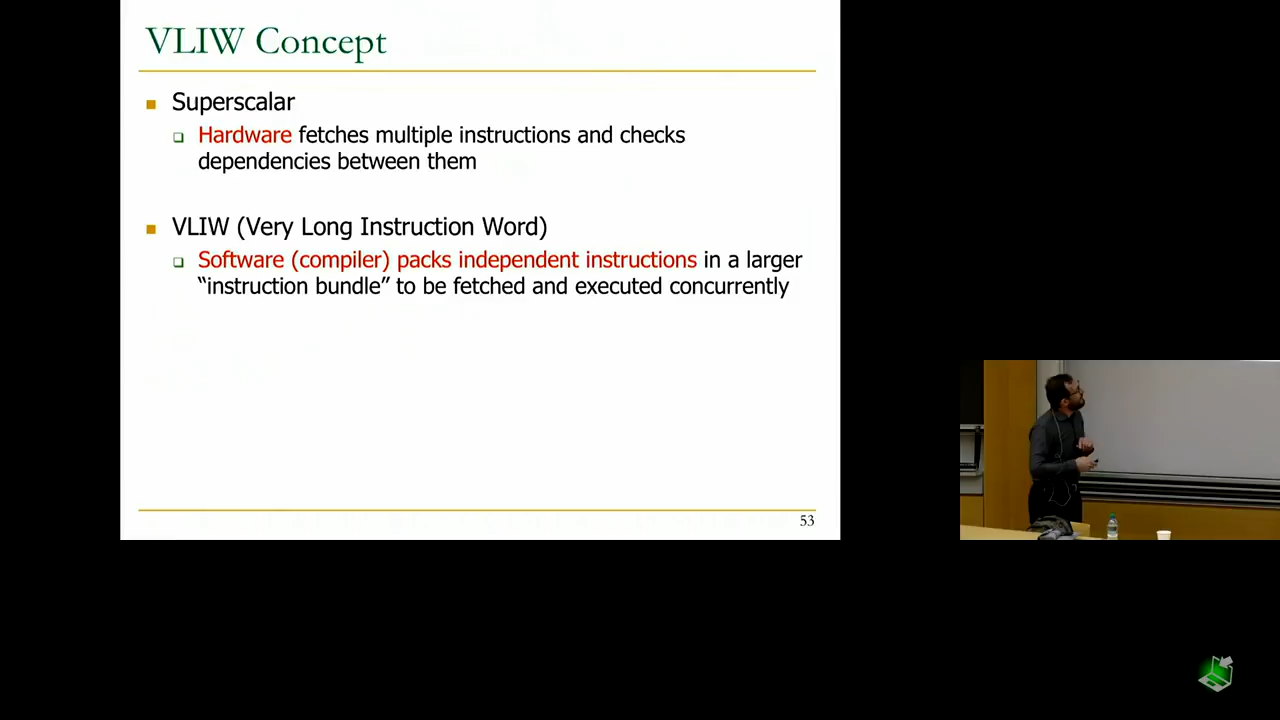 VLIW Concept
Superscalar
Hardware fetches multiple instructions and checks
dependencies between them
VLIW (Very Long Instruction Word)
Software (compiler) packs independent instructions in a larger
“instruction bundle” to be fetched and executed concurrently
53